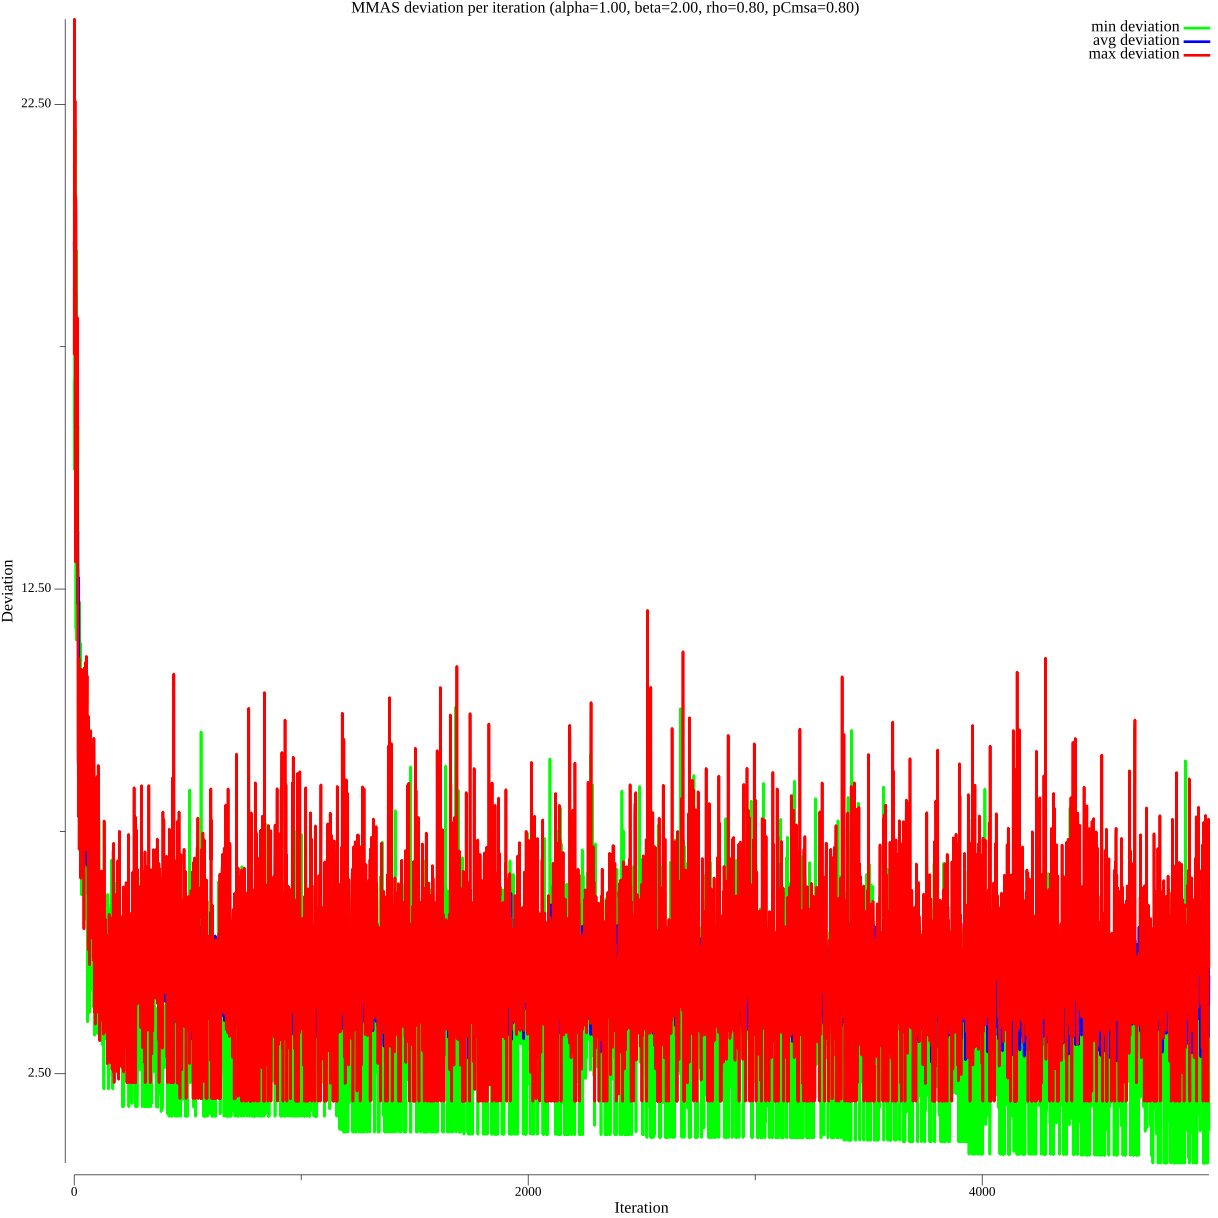 MMAS deviation per iteration (alpha=1.00, beta=2.00, rho=0.80, pCmsa=0.80)
min deviation
avg deviation
max deviation
22.50
12.50
2.50
Deviation
0
2000
4000
Iteration